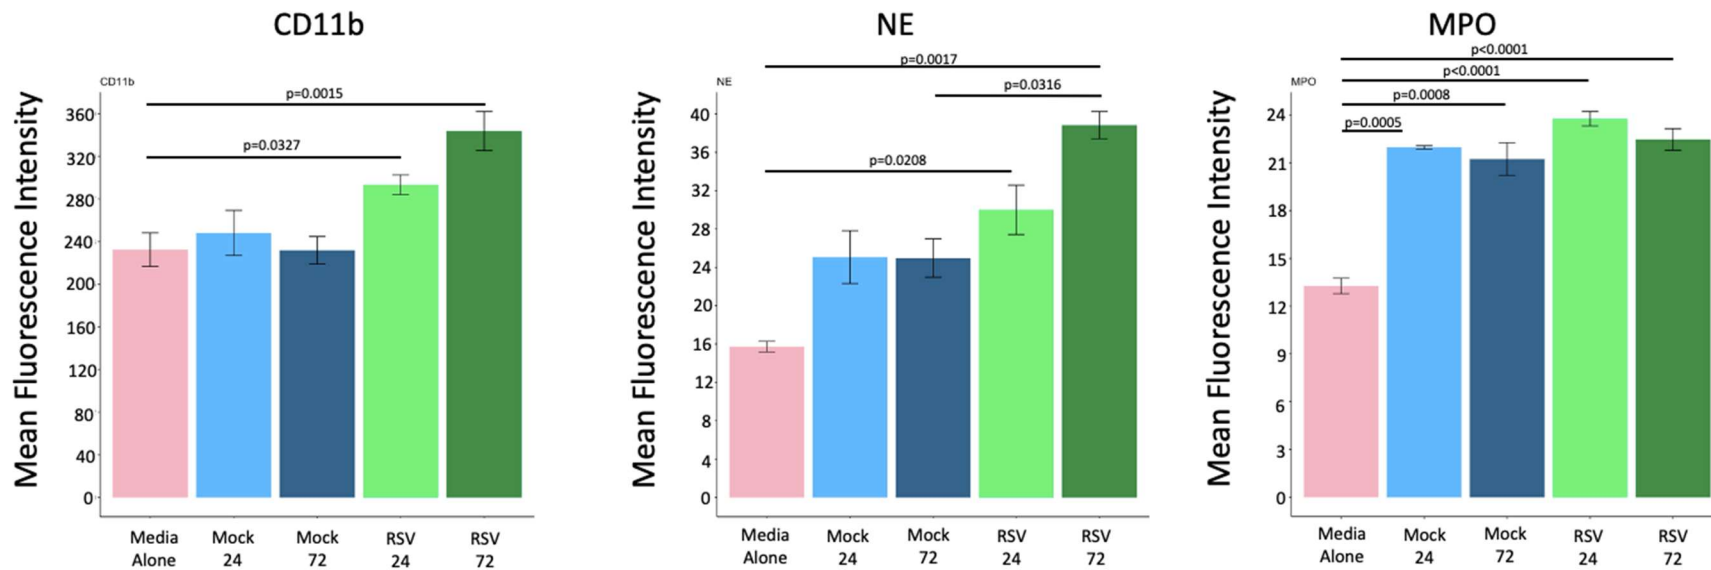 CD11b
CD11b
Mean Fluorescence Intensity
p=0.0015
p=0.0327
360
320
280
240
200
160
120
80
40
0
Media Alone
Mock 24
Mock 72
RSV 24
RSV 72
NE
NE
Mean Fluorescence Intensity
p=0.0017
p=0.0316
p=0.0208
40
36
32
28
24
20
16
12
8
4
0
Media Alone
Mock 24
Mock 72
RSV 24
RSV 72
MPO
MPO
Mean Fluorescence Intensity
p<0.0001
p<0.0001
p=0.0008
p=0.0005
24
21
18
15
12
9
6
3
0
Media Alone
Mock 24
Mock 72
RSV 24
RSV 72